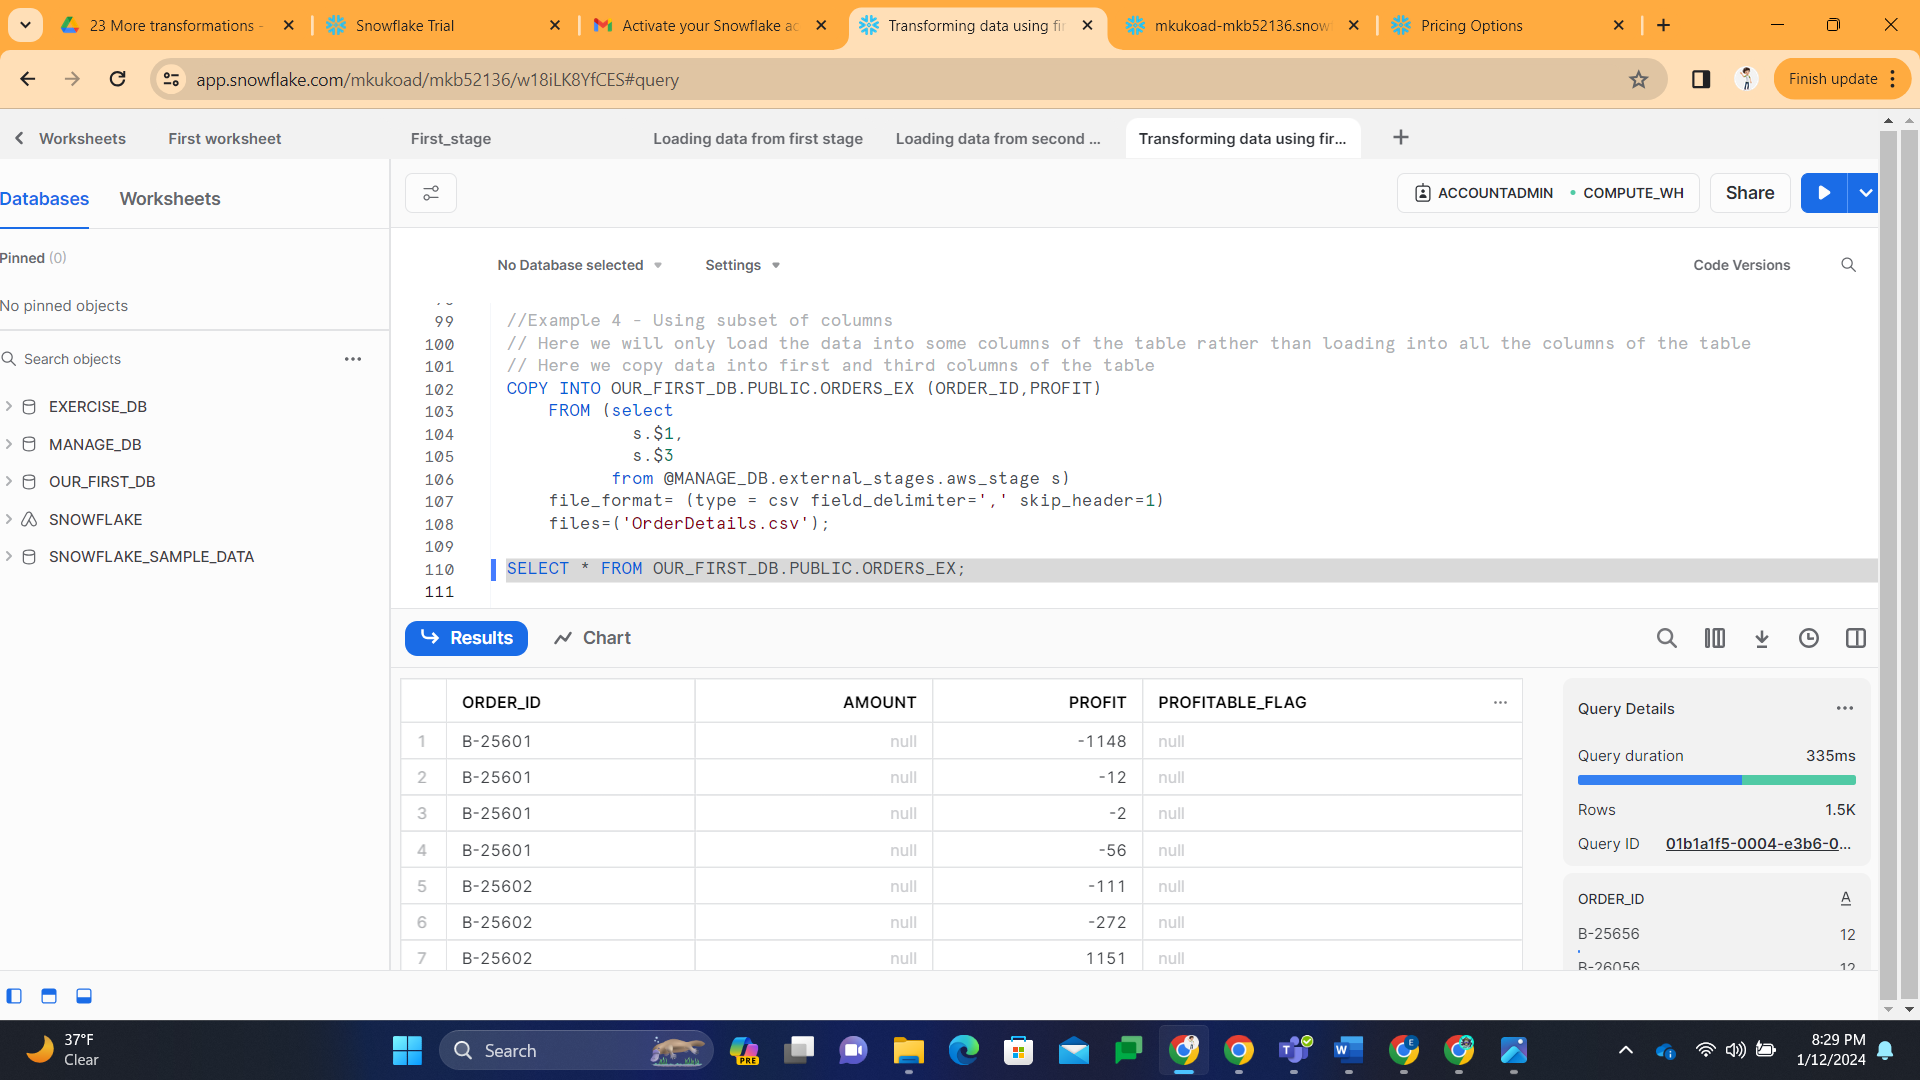 23 More transformations -
Snowflake Trial
Activate your Snowflake ac
Transforming data using fir
mkukoad-mkb52136.snow
Pricing Options
app.snowflake.com/mkukoad/mkb52136/w18iLK8YfCES#query
Finish update
Worksheets
First worksheet
First_stage
Loading data from first stage
Loading data from second ...
Transforming data using fir...
Databases
Worksheets
ACCOUNTADMIN
COMPUTE_WH
Share
Pinned (0)
No pinned objects
Search objects
EXERCISE_DB
MANAGE_DB
OUR_FIRST_DB
SNOWFLAKE
SNOWFLAKE_SAMPLE_DATA
No Database selected
Settings
Code Versions
99 //Example 4 - Using subset of columns
100 // Here we will only load the data into some columns of the table rather than loading into all the columns of the table
101 // Here we copy data into first and third columns of the table
102 COPY INTO OUR_FIRST_DB.PUBLIC.ORDERS_EX (ORDER_ID,PROFIT)
103 FROM (select
104 s.$1,
105 s.$3
106 from @MANAGE_DB.external_stages.aws_stage s)
107 file_format= (type = csv field_delimiter=',' skip_header=1)
108 files=('OrderDetails.csv');
109
110 SELECT * FROM OUR_FIRST_DB.PUBLIC.ORDERS_EX;
111
Results
Chart
ORDER_ID AMOUNT PROFIT PROFITABLE_FLAG ...
1 B-25601 null -1148 null
2 B-25601 null -12 null
3 B-25601 null -2 null
4 B-25601 null -56 null
5 B-25602 null -111 null
6 B-25602 null -272 null
7 B-25602 null 1151 null
Query Details
Query duration 335ms
Rows 1.5K
Query ID 01b1a1f5-0004-e3b6-0...
ORDER_ID A
B-25656 12
B-26056 12
37°F
Clear
Search
PRE
8:29 PM
1/12/2024